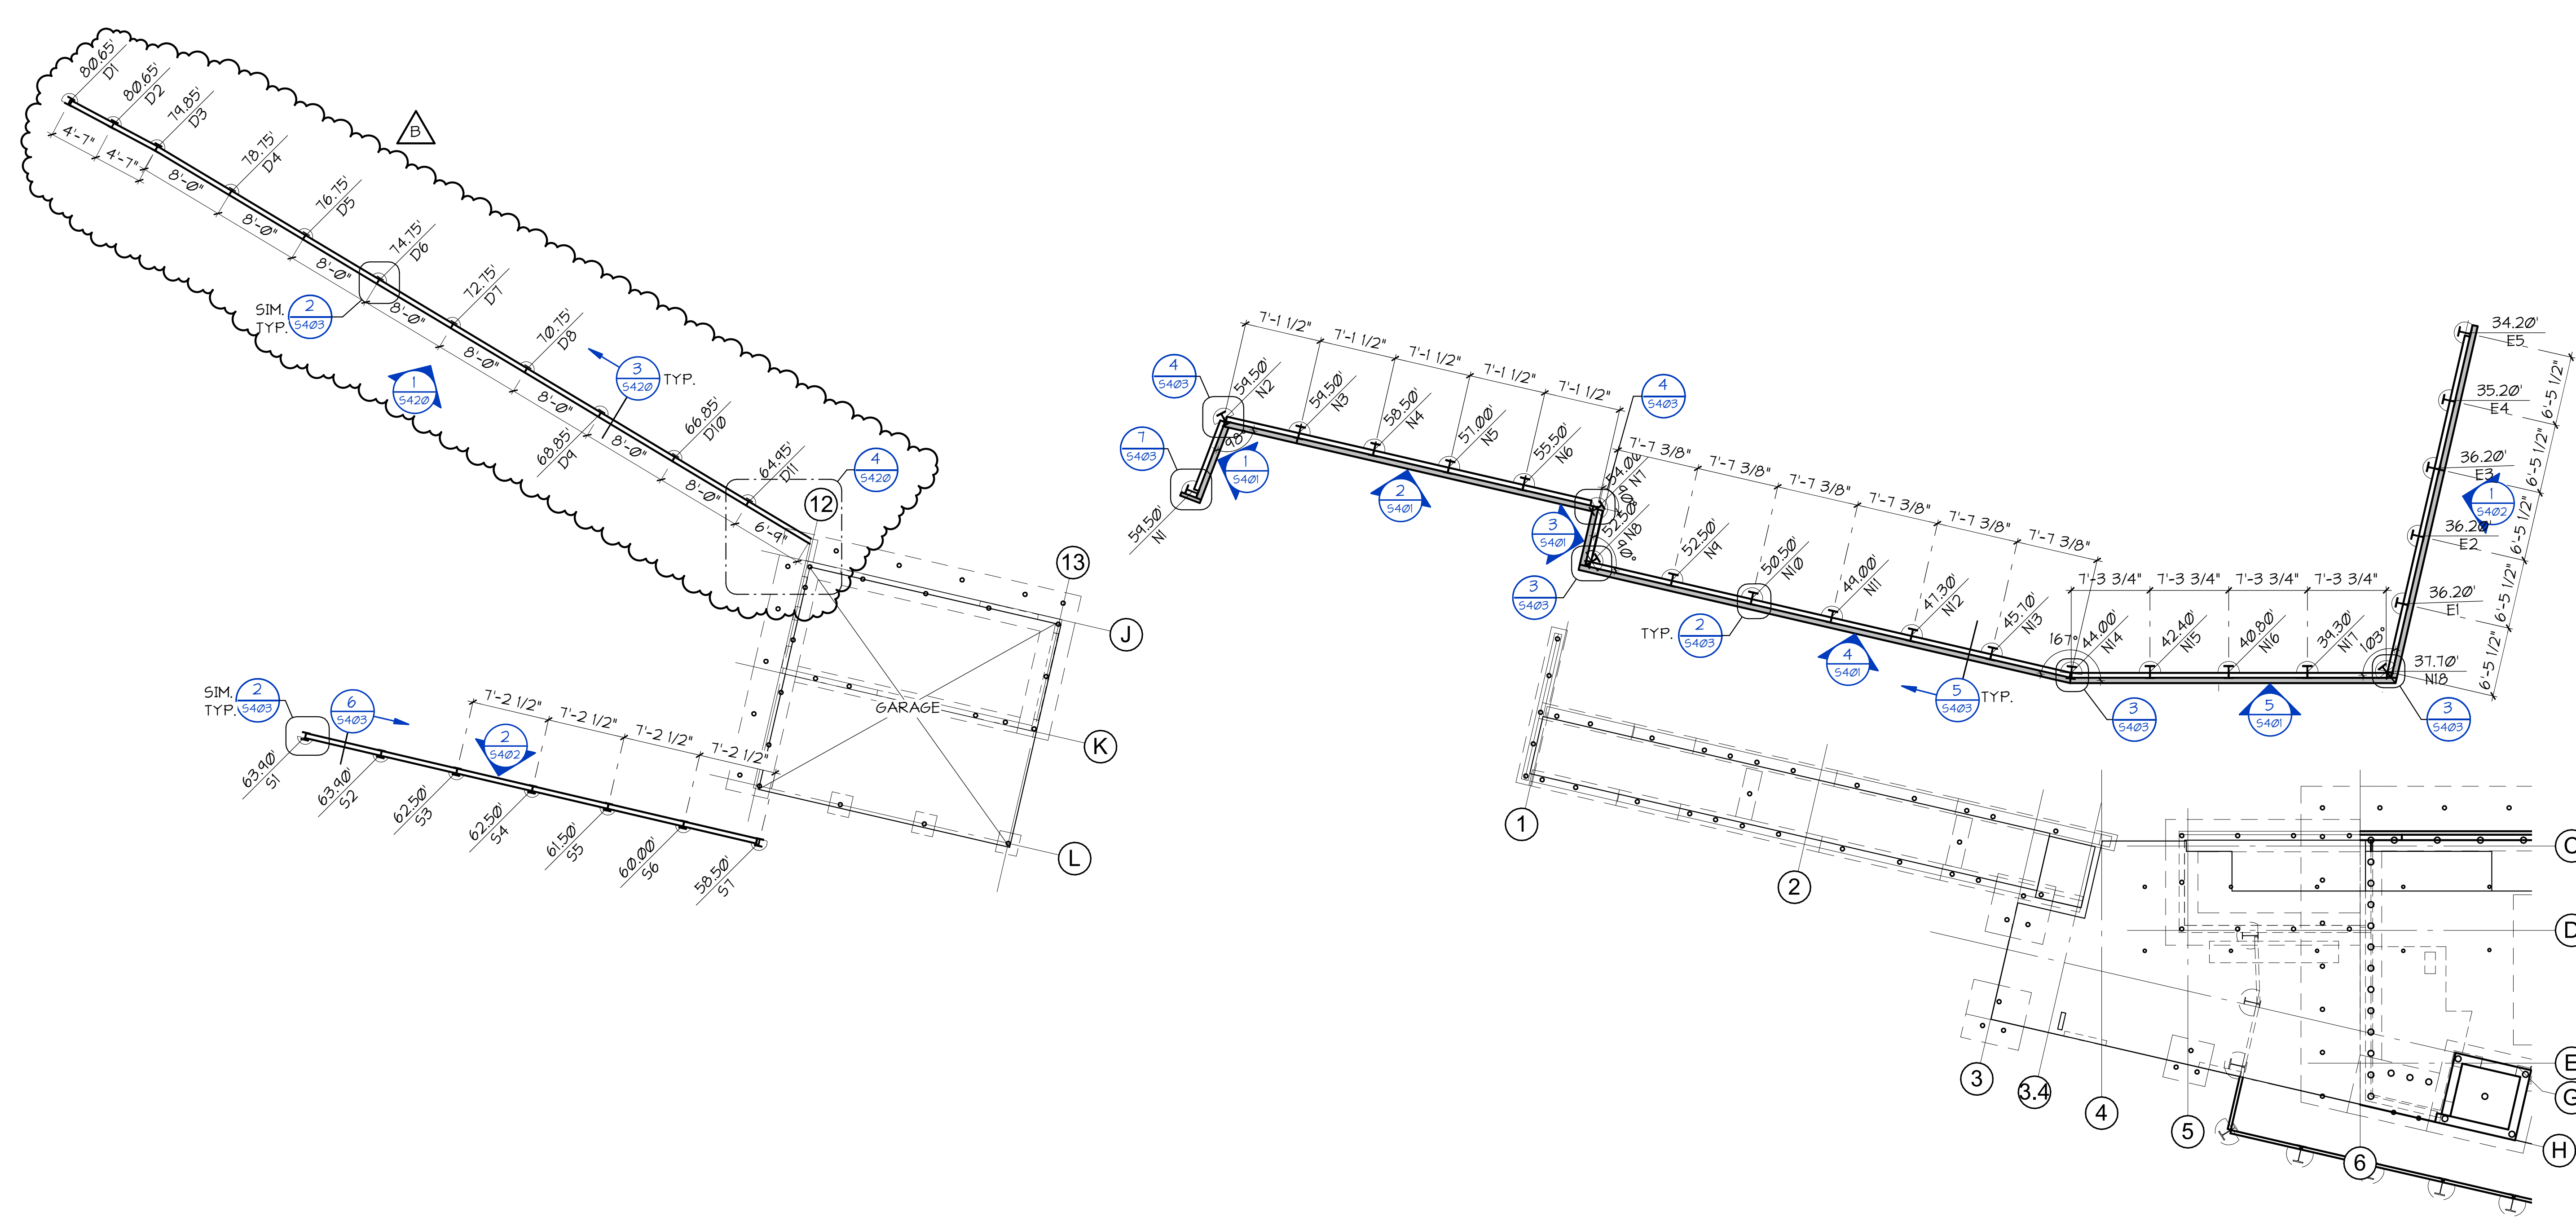 80.65'
D1
80.65'
D2
79.85'
D3
78.75'
D4
76.75'
D5
74.75'
D6
72.75'
D7
70.75'
D8
68.85'
D9
66.85'
D10
64.95'
D11
4'-7"
4'-7"
8'-0"
8'-0"
8'-0"
8'-0"
8'-0"
8'-0"
8'-0"
8'-0"
6'-9"
B
SIM.
TYP.
2
S403
1
S420
3
S420
TYP.
4
S420
12
13
J
K
L
GARAGE
SIM.
TYP.
2
S403
6
S403
2
S402
7'-2 1/2"
7'-2 1/2"
7'-2 1/2"
7'-2 1/2"
63.90'
S1
63.90'
S2
62.50'
S3
62.50'
S4
61.50'
S5
60.00'
S6
58.50'
S7
7'-1 1/2"
7'-1 1/2"
7'-1 1/2"
7'-1 1/2"
7'-1 1/2"
4
S403
7
S403
59.50'
N1
59.50'
N2
98°
59.50'
N3
58.50'
N4
57.00'
N5
55.50'
N6
1
S401
2
S401
4
S403
N7
3
S401
52.50'
N8
3
S403
7'-7 3/8"
7'-7 3/8"
7'-7 3/8"
7'-7 3/8"
7'-7 3/8"
7'-7 3/8"
52.50'
N9
50.50'
N10
49.00'
N11
47.30'
N12
45.70'
N13
TYP.
2
S403
4
S401
5
S403
TYP.
7'-3 3/4"
7'-3 3/4"
7'-3 3/4"
7'-3 3/4"
167°
44.00'
N14
42.40'
N15
40.80'
N16
39.30'
N17
103°
37.70'
N18
3
S403
5
S401
3
S403
34.20'
E5
35.20'
E4
36.20'
E3
36.20'
E2
36.20'
E1
1
S402
6'-5 1/2"
6'-5 1/2"
6'-5 1/2"
6'-5 1/2"
6'-5 1/2"
1
2
3
3.4
4
5
6
D
E
G
H